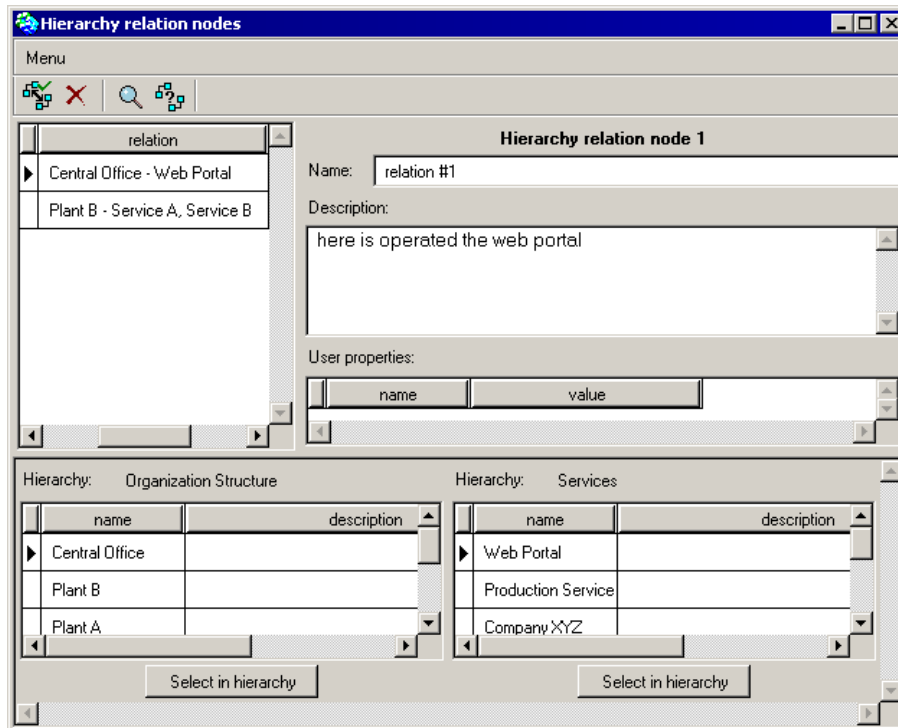 Hierarchy relation nodes
Menu
relation
Central Office - Web Portal
Plant B - Service A, Service B
Hierarchy relation node 1
Name: relation #1
Description:
here is operated the web portal
User properties:
name value
Hierarchy: Organization Structure
name description
Central Office
Plant B
Plant A
Select in hierarchy
Hierarchy: Services
name description
Web Portal
Production Service
Company XYZ
Select in hierarchy